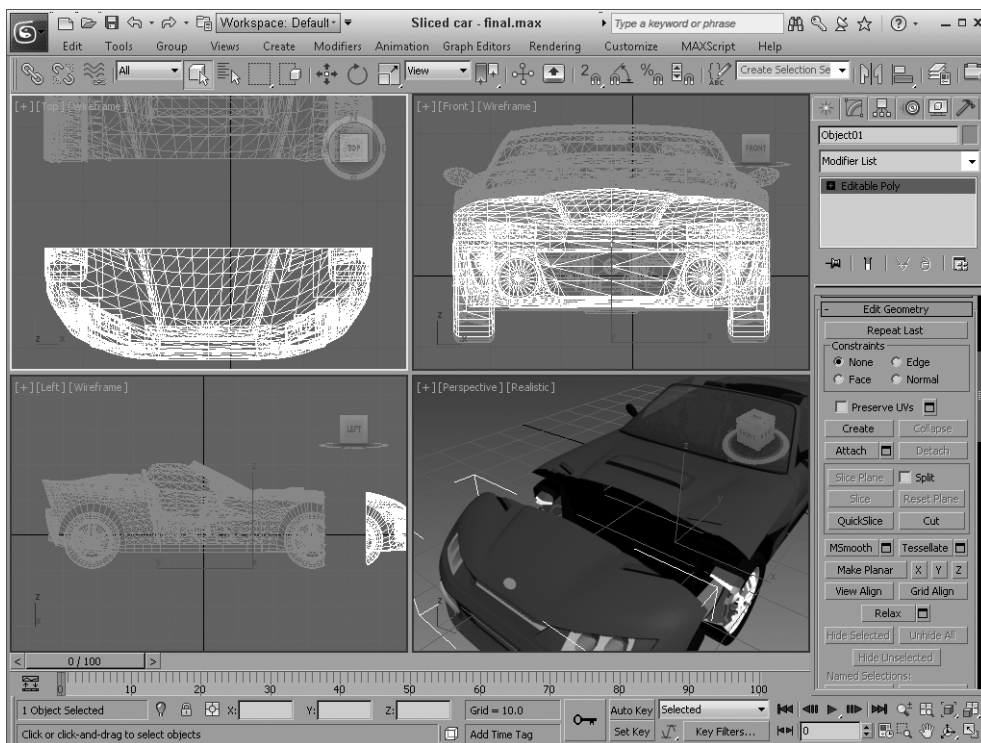 Workspace: Default
Sliced car - final.max
Type a keyword or phrase
Edit Tools Group Views Create Modifiers Animation Graph Editors Rendering Customize MAXScript Help
All
View
Create Selection Se
[+] [Top] [Wireframe]
TOP
[+] [Front] [Wireframe]
FRONT
Object01
Modifier List
Editable Poly
Edit Geometry
Repeat Last
Constraints
None Edge
Face Normal
Preserve UVs
Create Collapse
Attach Detach
Slice Plane Split
Slice Reset Plane
QuickSlice Cut
MSmooth Tessellate
Make Planar X Y Z
View Align Grid Align
Relax
Hide Selected Unhide All
Hide Unselected
Named Selections:
[+] [Left] [Wireframe]
LEFT
[+] [Perspective] [Realistic]
< 0 / 100 >
0 10 20 30 40 50 60 70 80 90 100
1 Object Selected X: Y: Z: Grid = 10.0 Auto Key Selected
Click or click-and-drag to select objects Add Time Tag Set Key Key Filters... 0